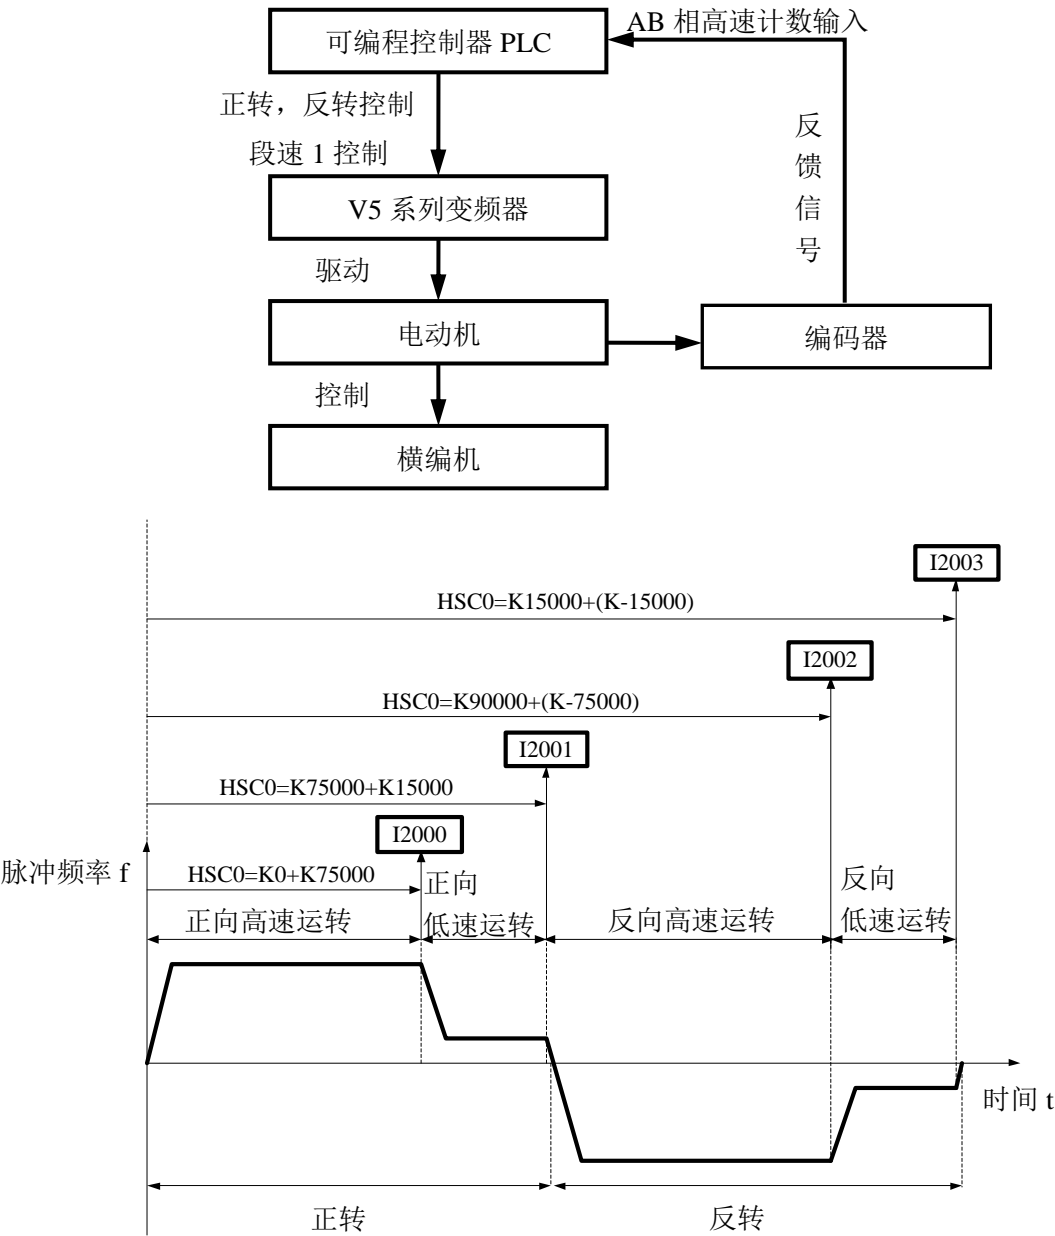 可编程控制器 PLC
AB 相高速计数输入
正转，反转控制
段速 1 控制
反馈信号
V5 系列变频器
驱动
电动机
编码器
控制
横编机
I2003
HSC0=K15000+(K-15000)
I2002
HSC0=K90000+(K-75000)
I2001
HSC0=K75000+K15000
I2000
脉冲频率 f
HSC0=K0+K75000
正向高速运转
正向
低速运转
反向高速运转
反向
低速运转
时间 t
正转
反转